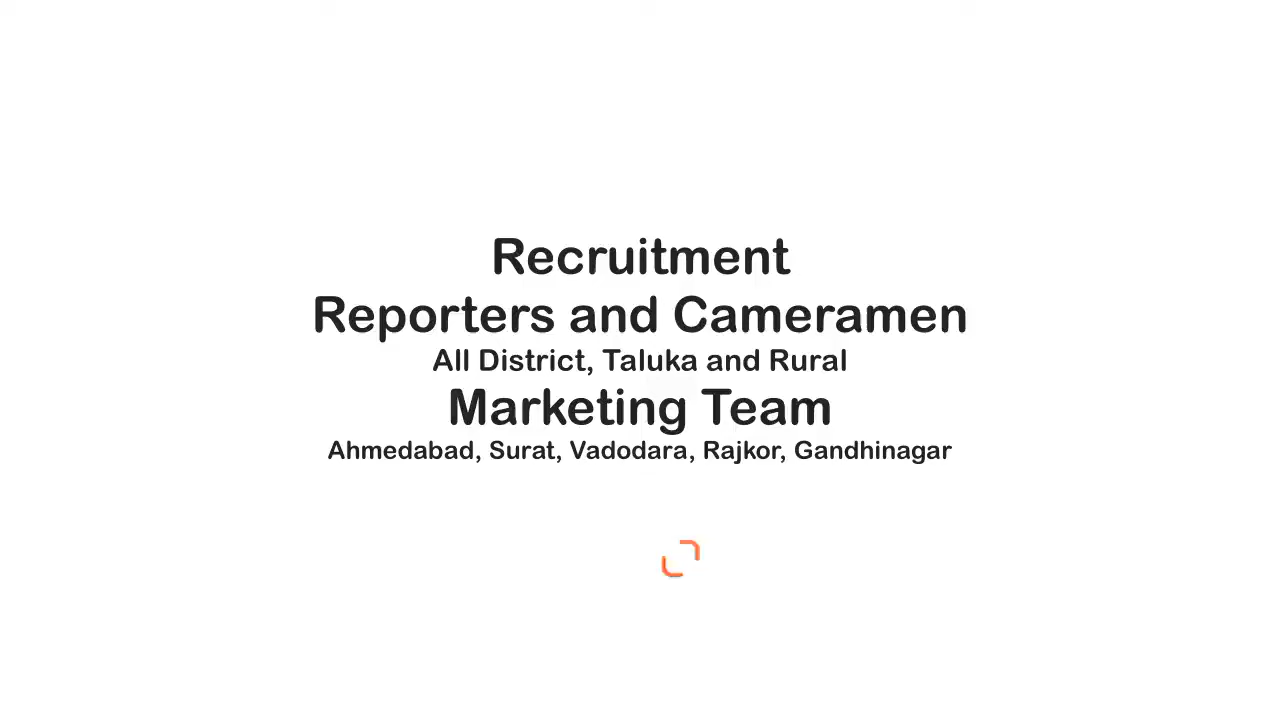 Recruitment
Reporters and Cameramen
All District, Taluka and Rural
Marketing Team
Ahmedabad, Surat, Vadodara, Rajkor, Gandhinagar